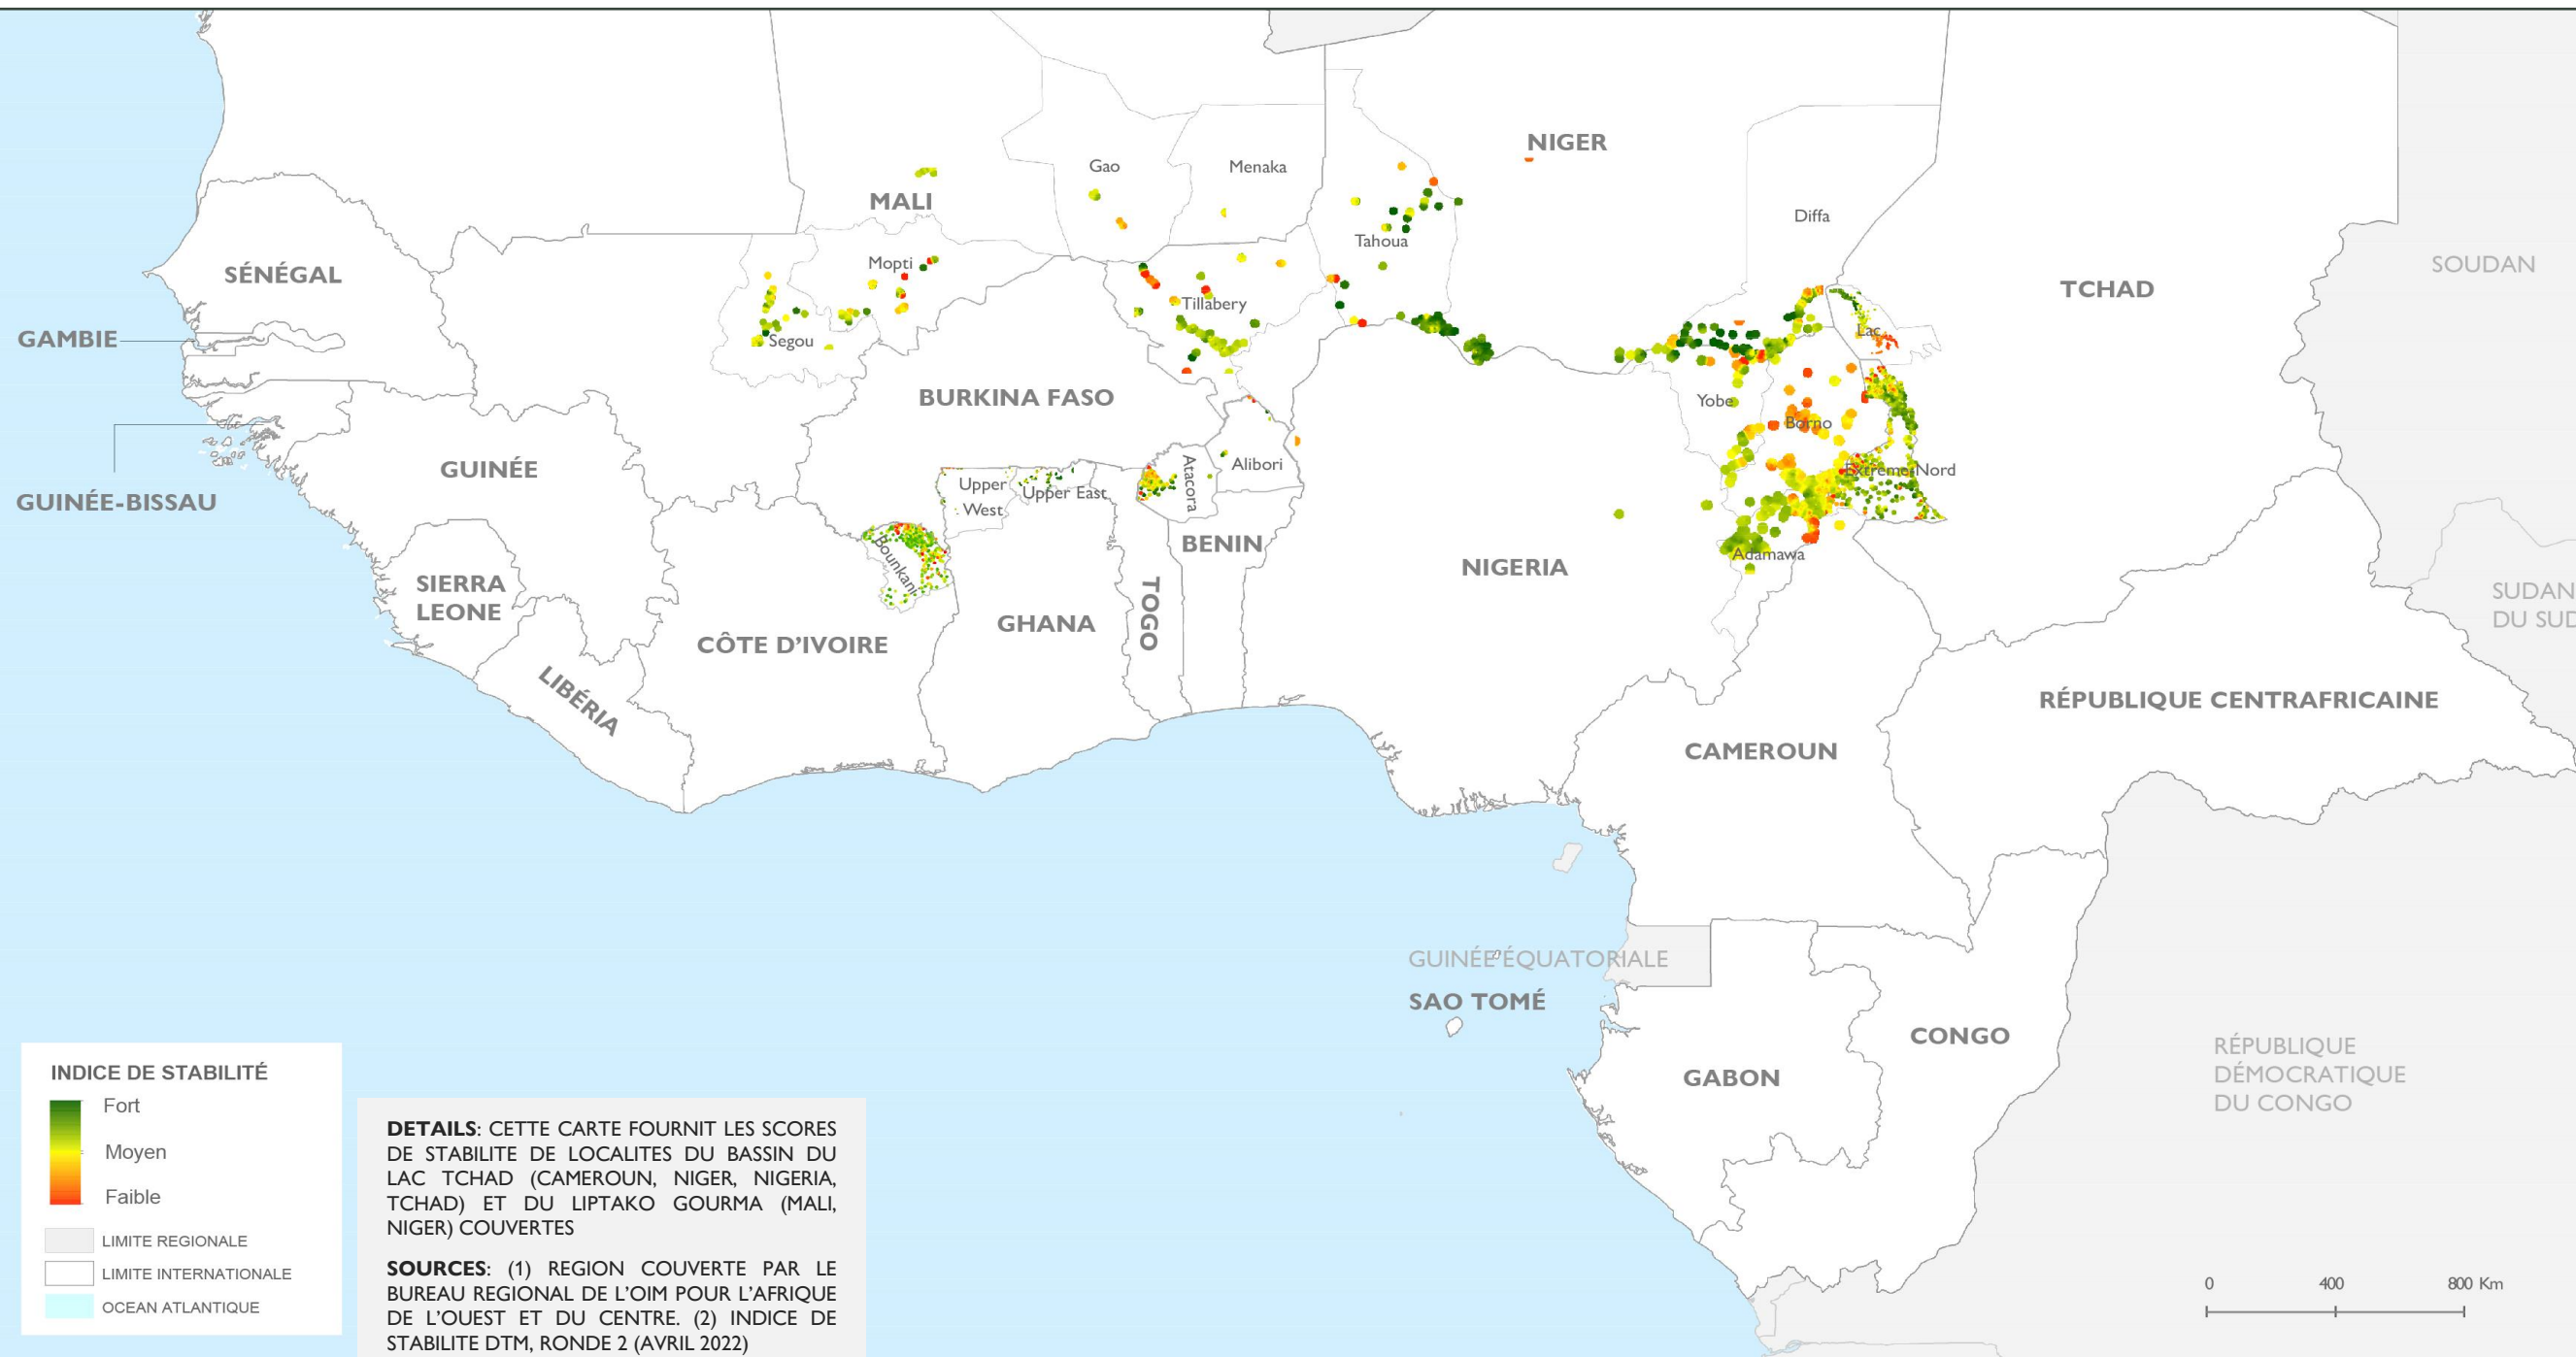 NIGER
Gao
Menaka
MALI
Diffa
Tahoua
Mopti
SÉNÉGAL
SOUDAN
TCHAD
Tillabery
Lac
GAMBIE
Segou
BURKINA FASO
Yobe
Borno
GUINÉE
Alibori
Atacora
Extreme-Nord
Upper
West
Upper East
GUINÉE-BISSAU
Bounkani
BENIN
Adamawa
NIGERIA
SIERRA
LEONE
SUDAN
DU SUD
TOGO
GHANA
CÔTE D'IVOIRE
LIBÉRIA
RÉPUBLIQUE CENTRAFRICAINE
CAMEROUN
GUINÉE ÉQUATORIALE
SAO TOMÉ
CONGO
GABON
RÉPUBLIQUE
DÉMOCRATIQUE
DU CONGO
INDICE DE STABILITÉ
Fort
Moyen
Faible
LIMITE REGIONALE
LIMITE INTERNATIONALE
OCEAN ATLANTIQUE
DETAILS: CETTE CARTE FOURNIT LES SCORES
DE STABILITE DE LOCALITES DU BASSIN DU
LAC TCHAD (CAMEROUN, NIGER, NIGERIA,
TCHAD) ET DU LIPTAKO GOURMA (MALI,
NIGER) COUVERTES
SOURCES: (1) REGION COUVERTE PAR LE
BUREAU REGIONAL DE L'OIM POUR L'AFRIQUE
DE L'OUEST ET DU CENTRE. (2) INDICE DE
STABILITE DTM, RONDE 2 (AVRIL 2022)
0 400 800 Km